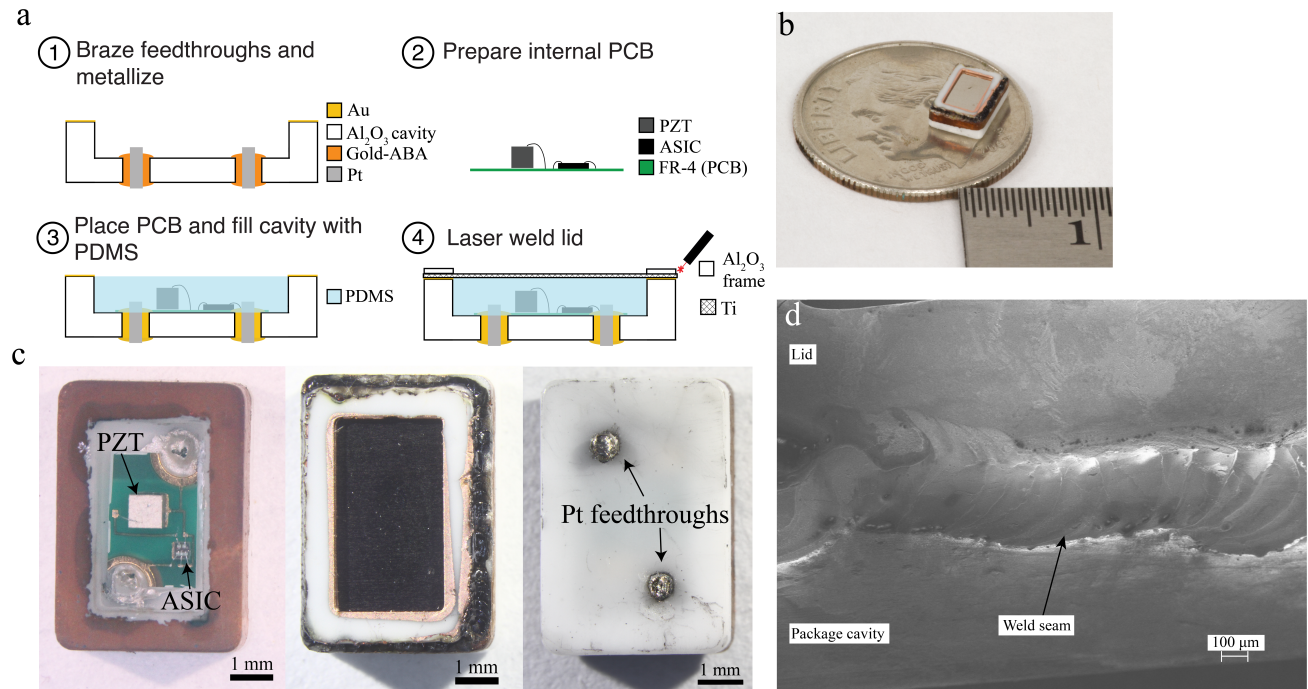 a
1 Braze feedthroughs and
metallize
Au
Al2O3 cavity
Gold-ABA
Pt
2 Prepare internal PCB
PZT
ASIC
FR-4 (PCB)
3 Place PCB and fill cavity with
PDMS
PDMS
4 Laser weld lid
Al2O3
frame
Ti
b
LIBERTY
1
c
PZT
ASIC
1 mm
1 mm
Pt feedthroughs
1 mm
d
Lid
Weld seam
Package cavity
100 μm